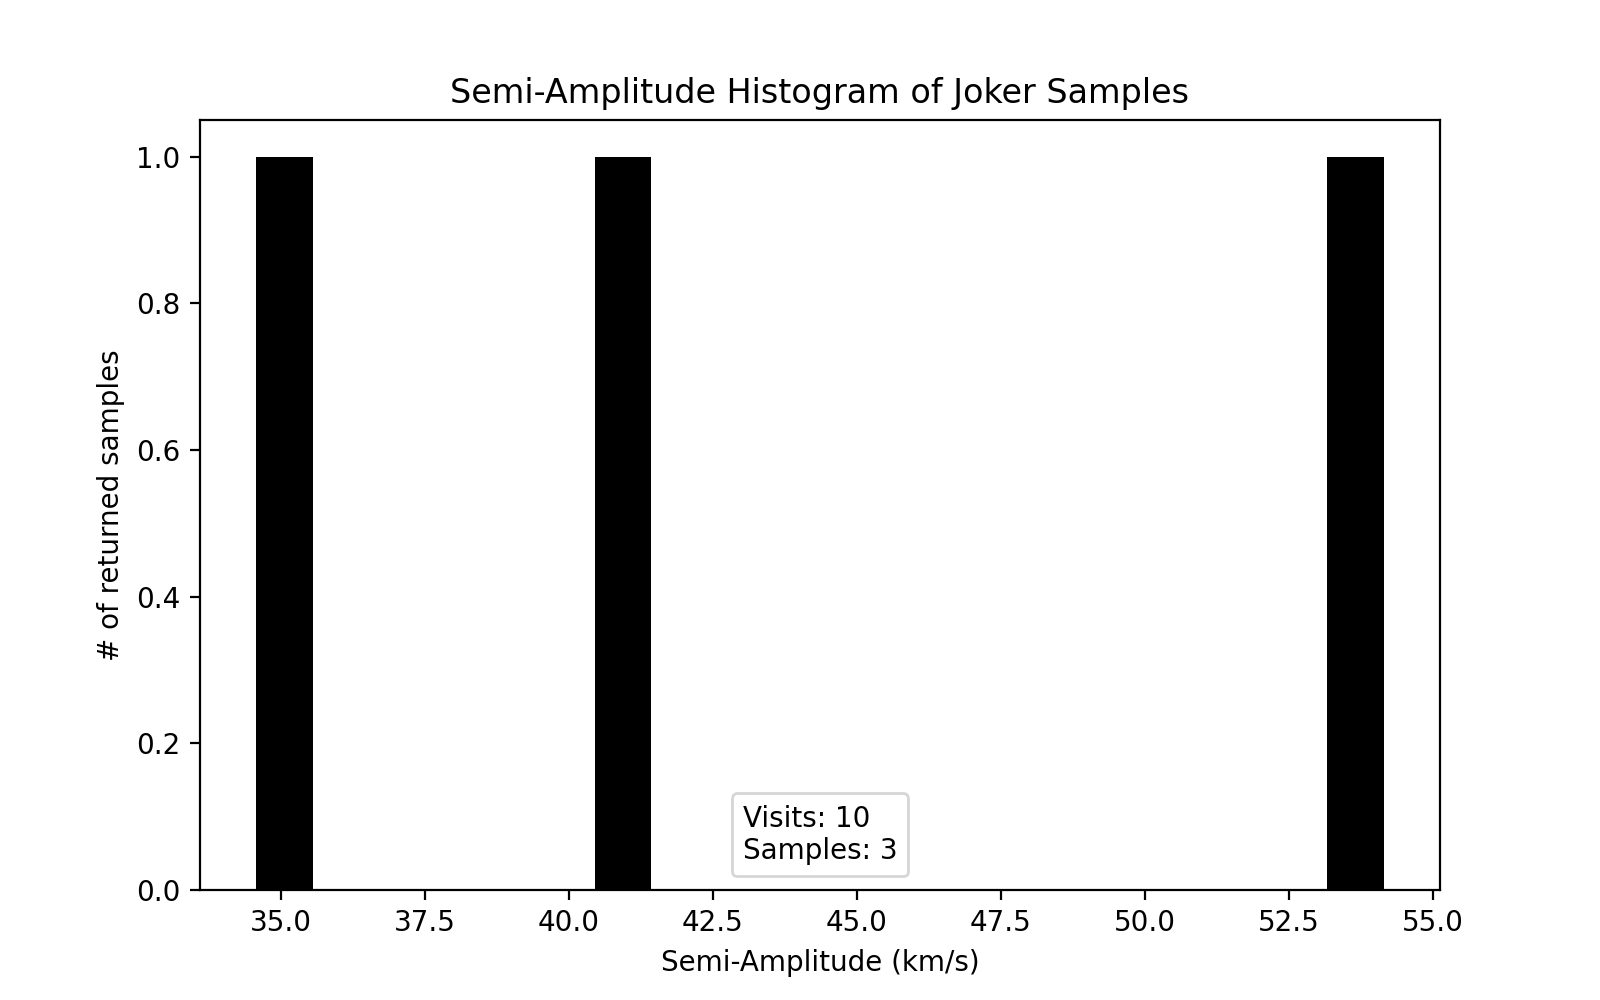 Semi-Amplitude Histogram of Joker Samples
1.0
0.8
0.6
0.4
0.2
0.0
# of returned samples
Visits: 10
Samples: 3
35.0 37.5 40.0 42.5 45.0 47.5 50.0 52.5 55.0
Semi-Amplitude (km/s)